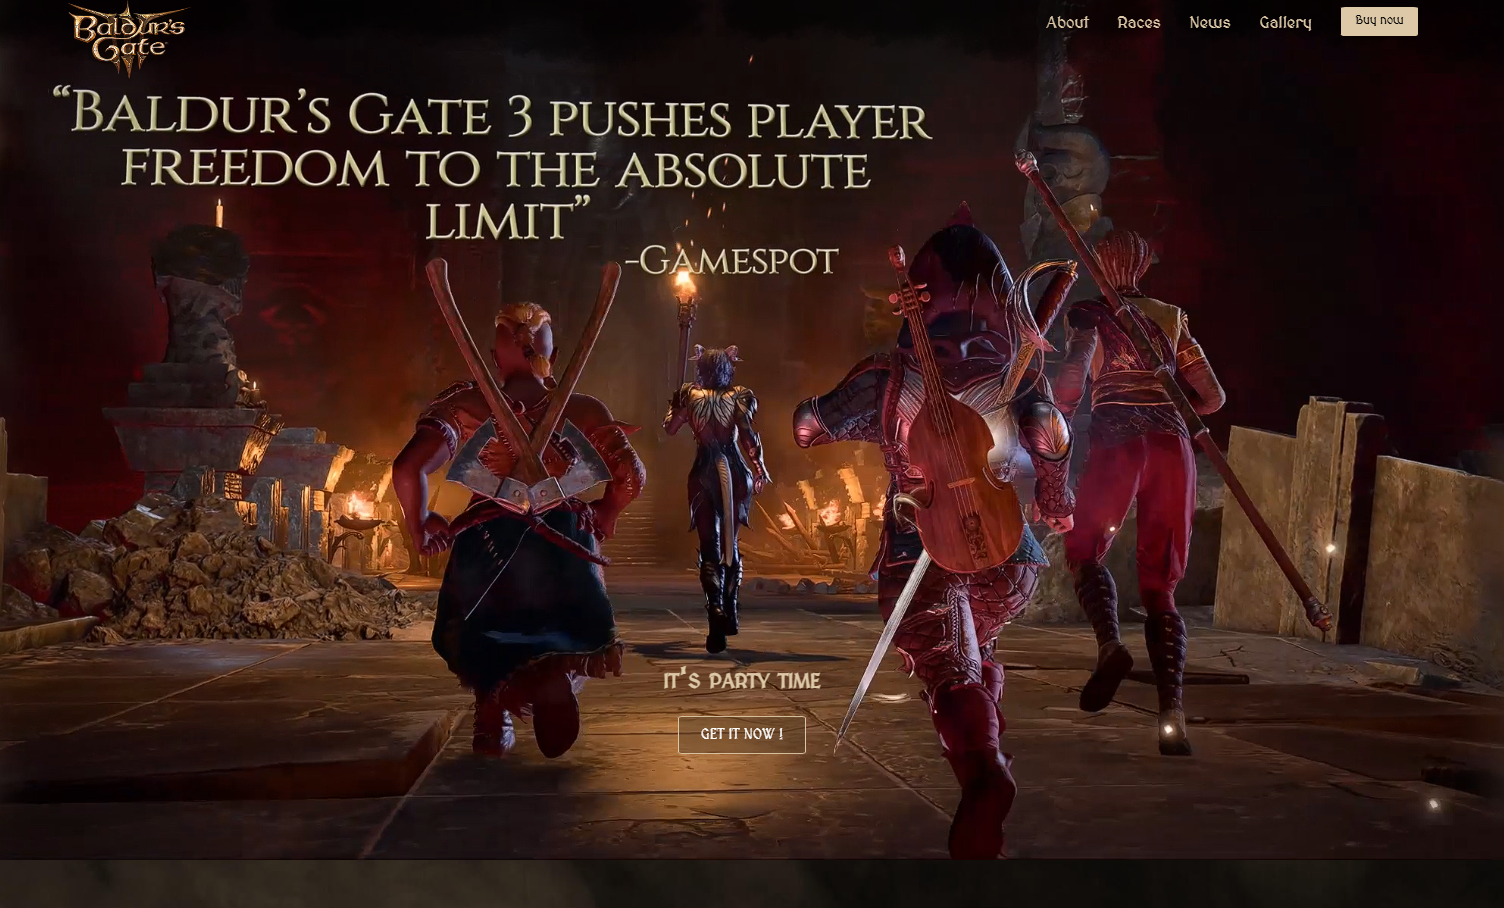 Baldur's
Gate
About Races News Gallery Buy now
“Baldur’s Gate 3 pushes player
freedom to the absolute
limit”
-Gamespot
IT'S PARTY TIME
GET IT NOW !